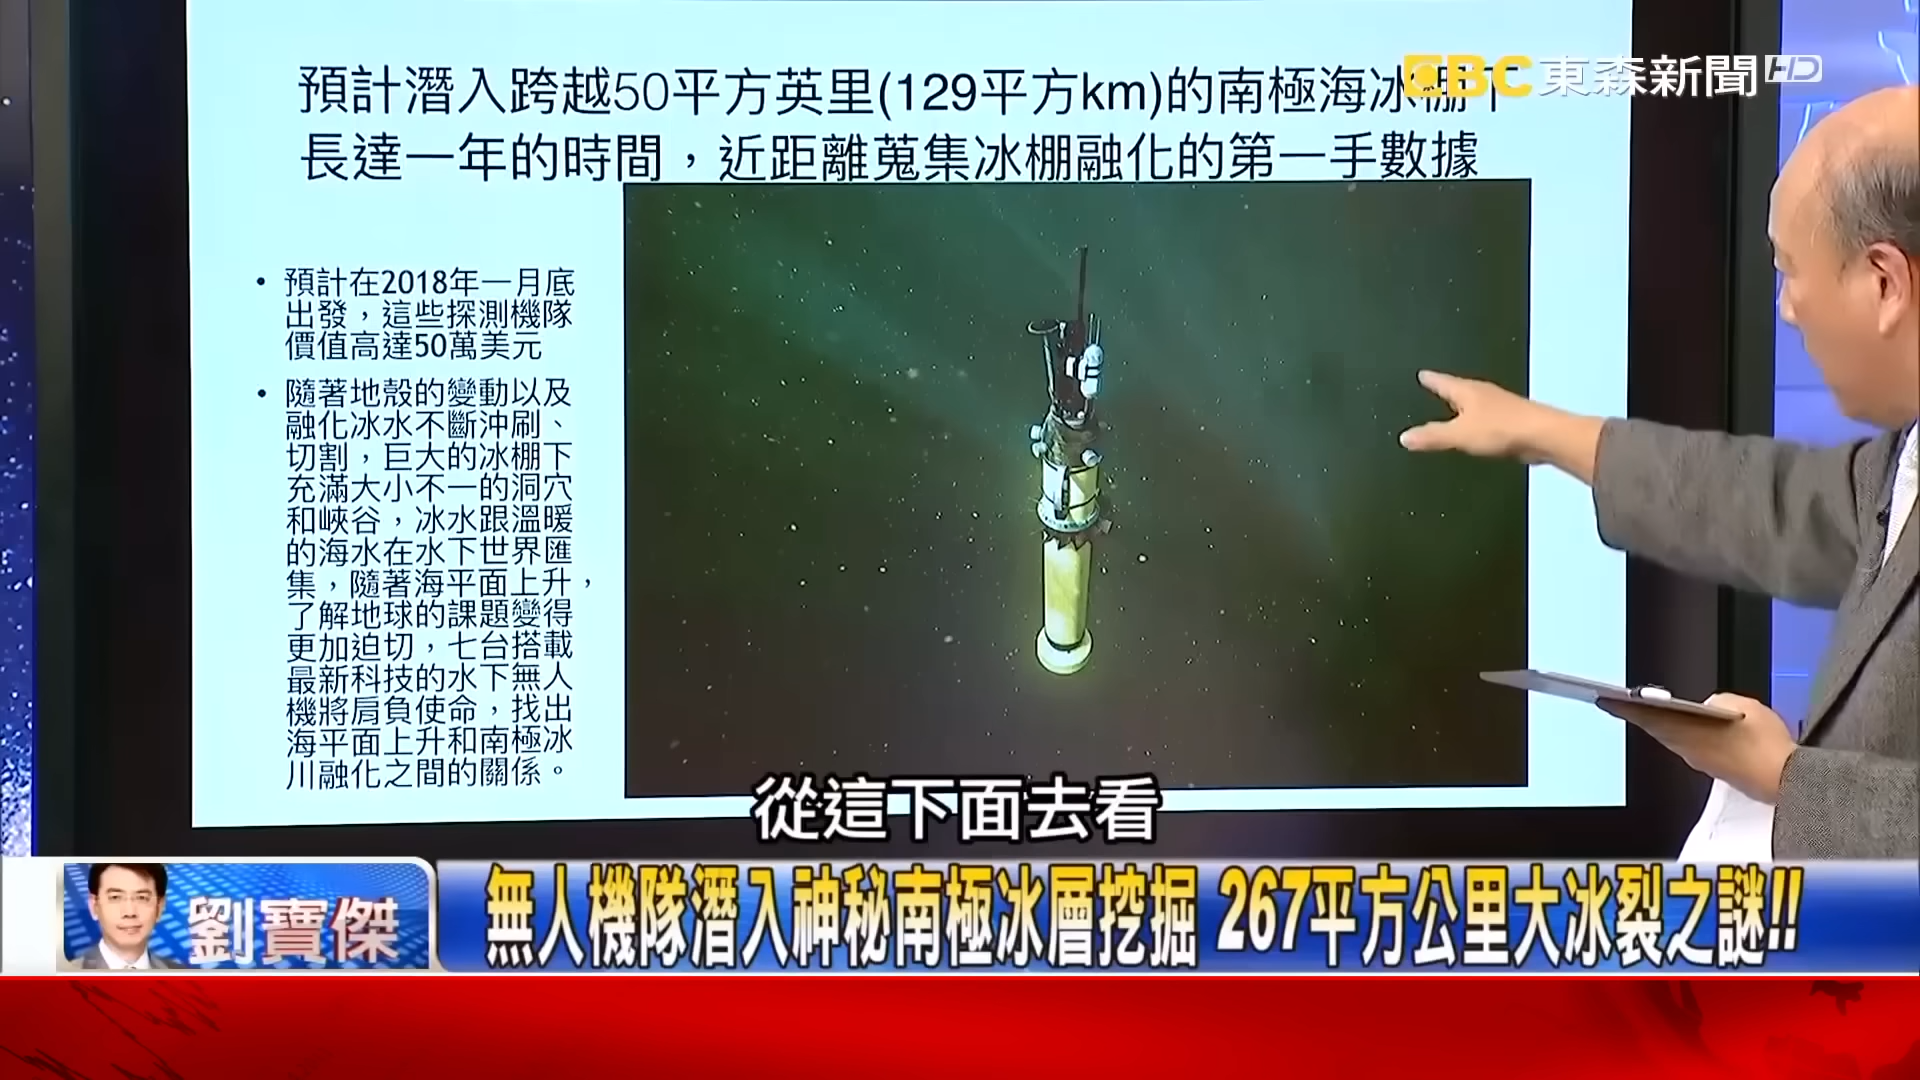 預計潛入跨越50平方英里(129平方km)的南極海冰棚下
長達一年的時間，近距離蒐集冰棚融化的第一手數據
EBC 東森新聞 HD
• 預計在2018年一月底
出發，這些探測機隊
價值高達50萬美元
• 隨著地殼的變動以及
融化冰水不斷沖刷、
切割，巨大的冰棚下
充滿大小不一的洞穴
和峽谷，冰水跟溫暖
的海水在水下世界匯
集，隨著海平面上升，
了解地球的課題變得
更加迫切，七台搭載
最新科技的水下無人
機將肩負使命，找出
海平面上升和南極冰
川融化之間的關係。
從這下面去看
劉寶傑
無人機隊潛入神秘南極冰層挖掘 267平方公里大冰裂之謎!!